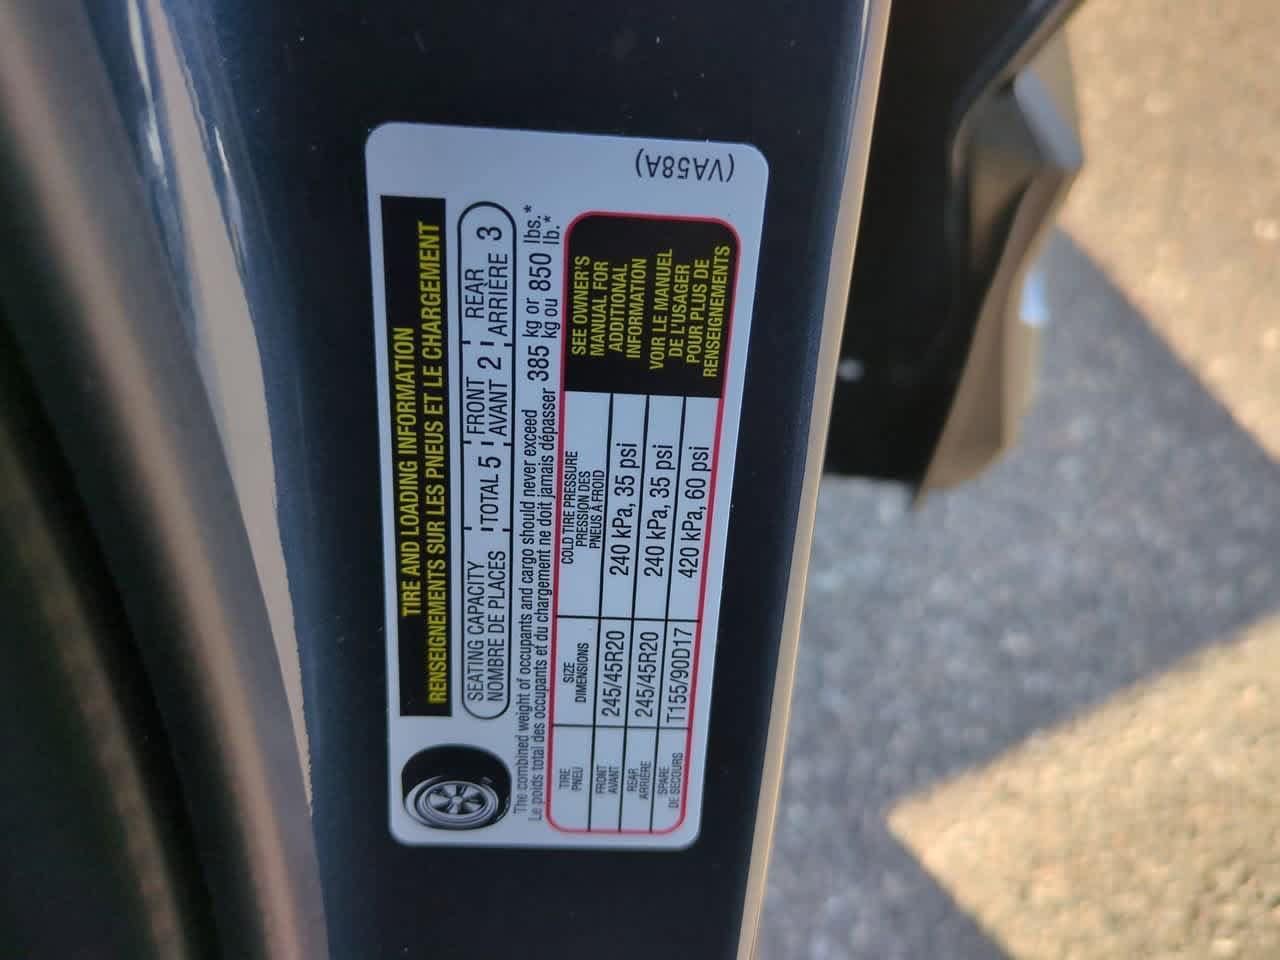 TIRE AND LOADING INFORMATION
RENSEIGNEMENTS SUR LES PNEUS ET LE CHARGEMENT
SEATING CAPACITY TOTAL 5 FRONT 2 REAR 3
NOMBRE DE PLACES AVANT ARRIÈRE
The combined weight of occupants and cargo should never exceed 385 kg or 850 lbs.*
Le poids total des occupants et du chargement ne doit jamais dépasser kg ou lb.*
TIRE
PNEU
SIZE
DIMENSIONS
COLD TIRE PRESSURE
PRESSION DES
PNEUS À FROID
FRONT
AVANT
245/45R20
240 kPa, 35 psi
REAR
ARRIÈRE
245/45R20
240 kPa, 35 psi
SPARE
DE SECOURS
T155/90D17
420 kPa, 60 psi
SEE OWNER'S
MANUAL FOR
ADDITIONAL
INFORMATION
VOIR LE MANUEL
DE L'USAGER
POUR PLUS DE
RENSEIGNEMENTS
(VA58A)